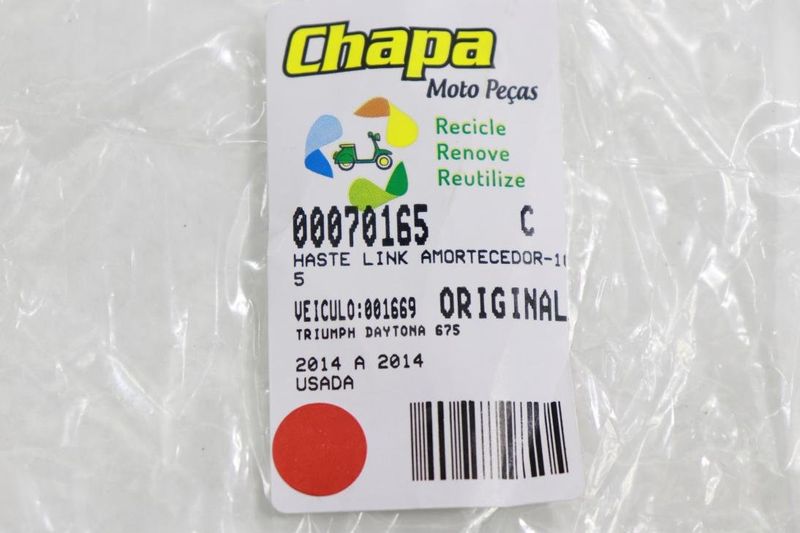 Chapa
Moto Peças
Recicle
Renove
Reutilize
00070165 C
HASTE LINK AMORTECEDOR-10
5
VEICULO:001669 ORIGINAL
TRIUMPH DAYTONA 675
2014 A 2014
USADA